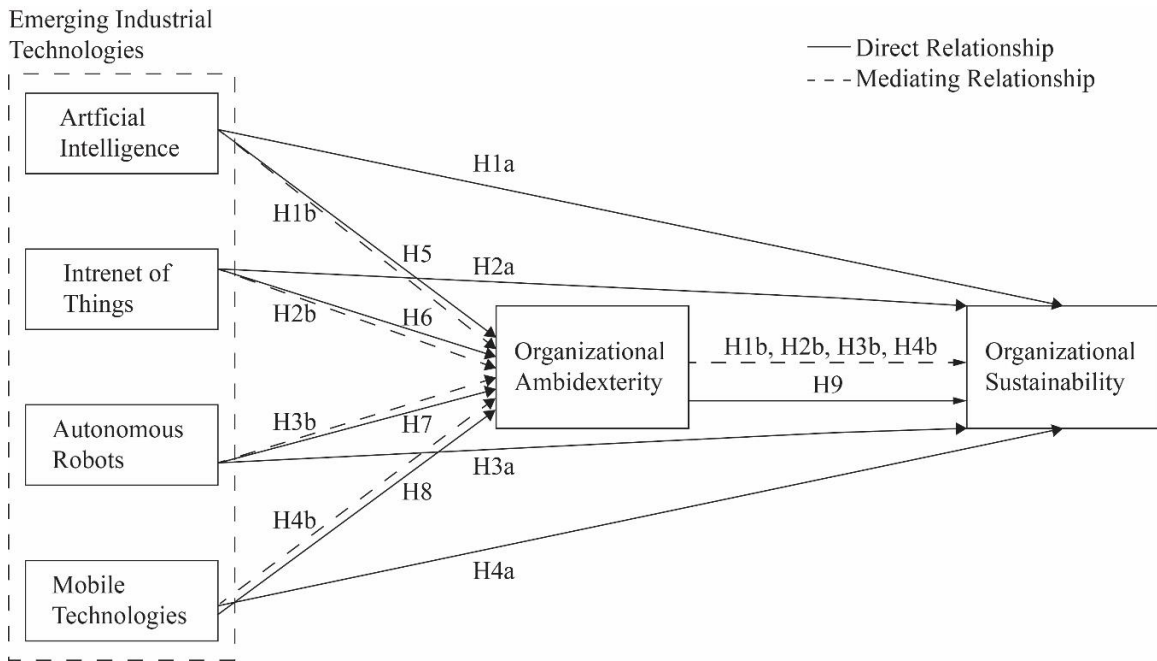 Emerging Industrial
Technologies
Direct Relationship
Mediating Relationship
Artficial
Intelligence
H1a
H1b
H5
Intrenet of
Things
H2a
H2b
H6
Organizational
Ambidexterity
H1b, H2b, H3b, H4b
H9
Organizational
Sustainability
Autonomous
Robots
H3b
H7
H3a
H4b
H8
Mobile
Technologies
H4a